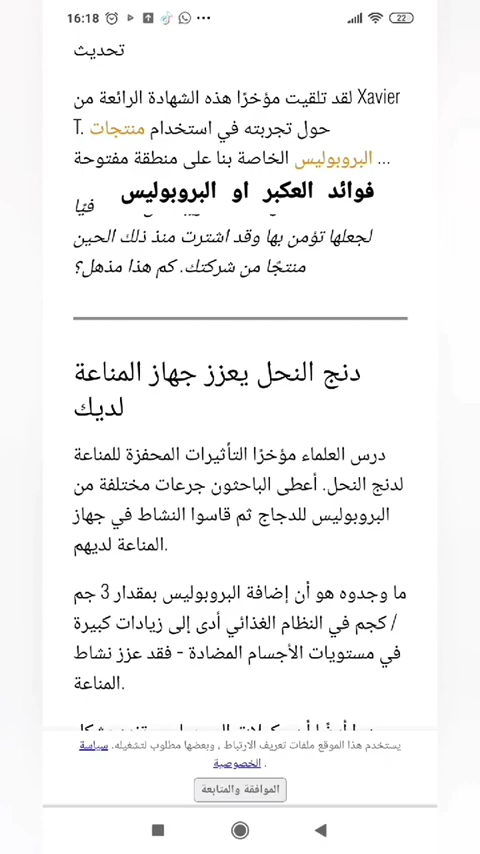 16:18
22
تحديث
لقد تلقيت مؤخرًا هذه الشهادة الرائعة من Xavier
T. حول تجربته في استخدام منتجات
البروبوليس الخاصة بنا على منطقة مفتوحة ...
فوائد العكبر او البروبوليس
فيًا
لجعلها تؤمن بها وقد اشترت منذ ذلك الحين
منتجًا من شركتك. كم هذا مذهل؟
دنج النحل يعزز جهاز المناعة
لديك
درس العلماء مؤخرًا التأثيرات المحفزة للمناعة
لدنج النحل. أعطى الباحثون جرعات مختلفة من
البروبوليس للدجاج ثم قاسوا النشاط في جهاز
المناعة لديهم.
ما وجدوه هو أن إضافة البروبوليس بمقدار 3 جم
/ كجم في النظام الغذائي أدى إلى زيادات كبيرة
في مستويات الأجسام المضادة - فقد عزز نشاط
المناعة.
يستخدم هذا الموقع ملفات تعريف الارتباط ، وبعضها مطلوب لتشغيله. سياسة
الخصوصية .
الموافقة والمتابعة